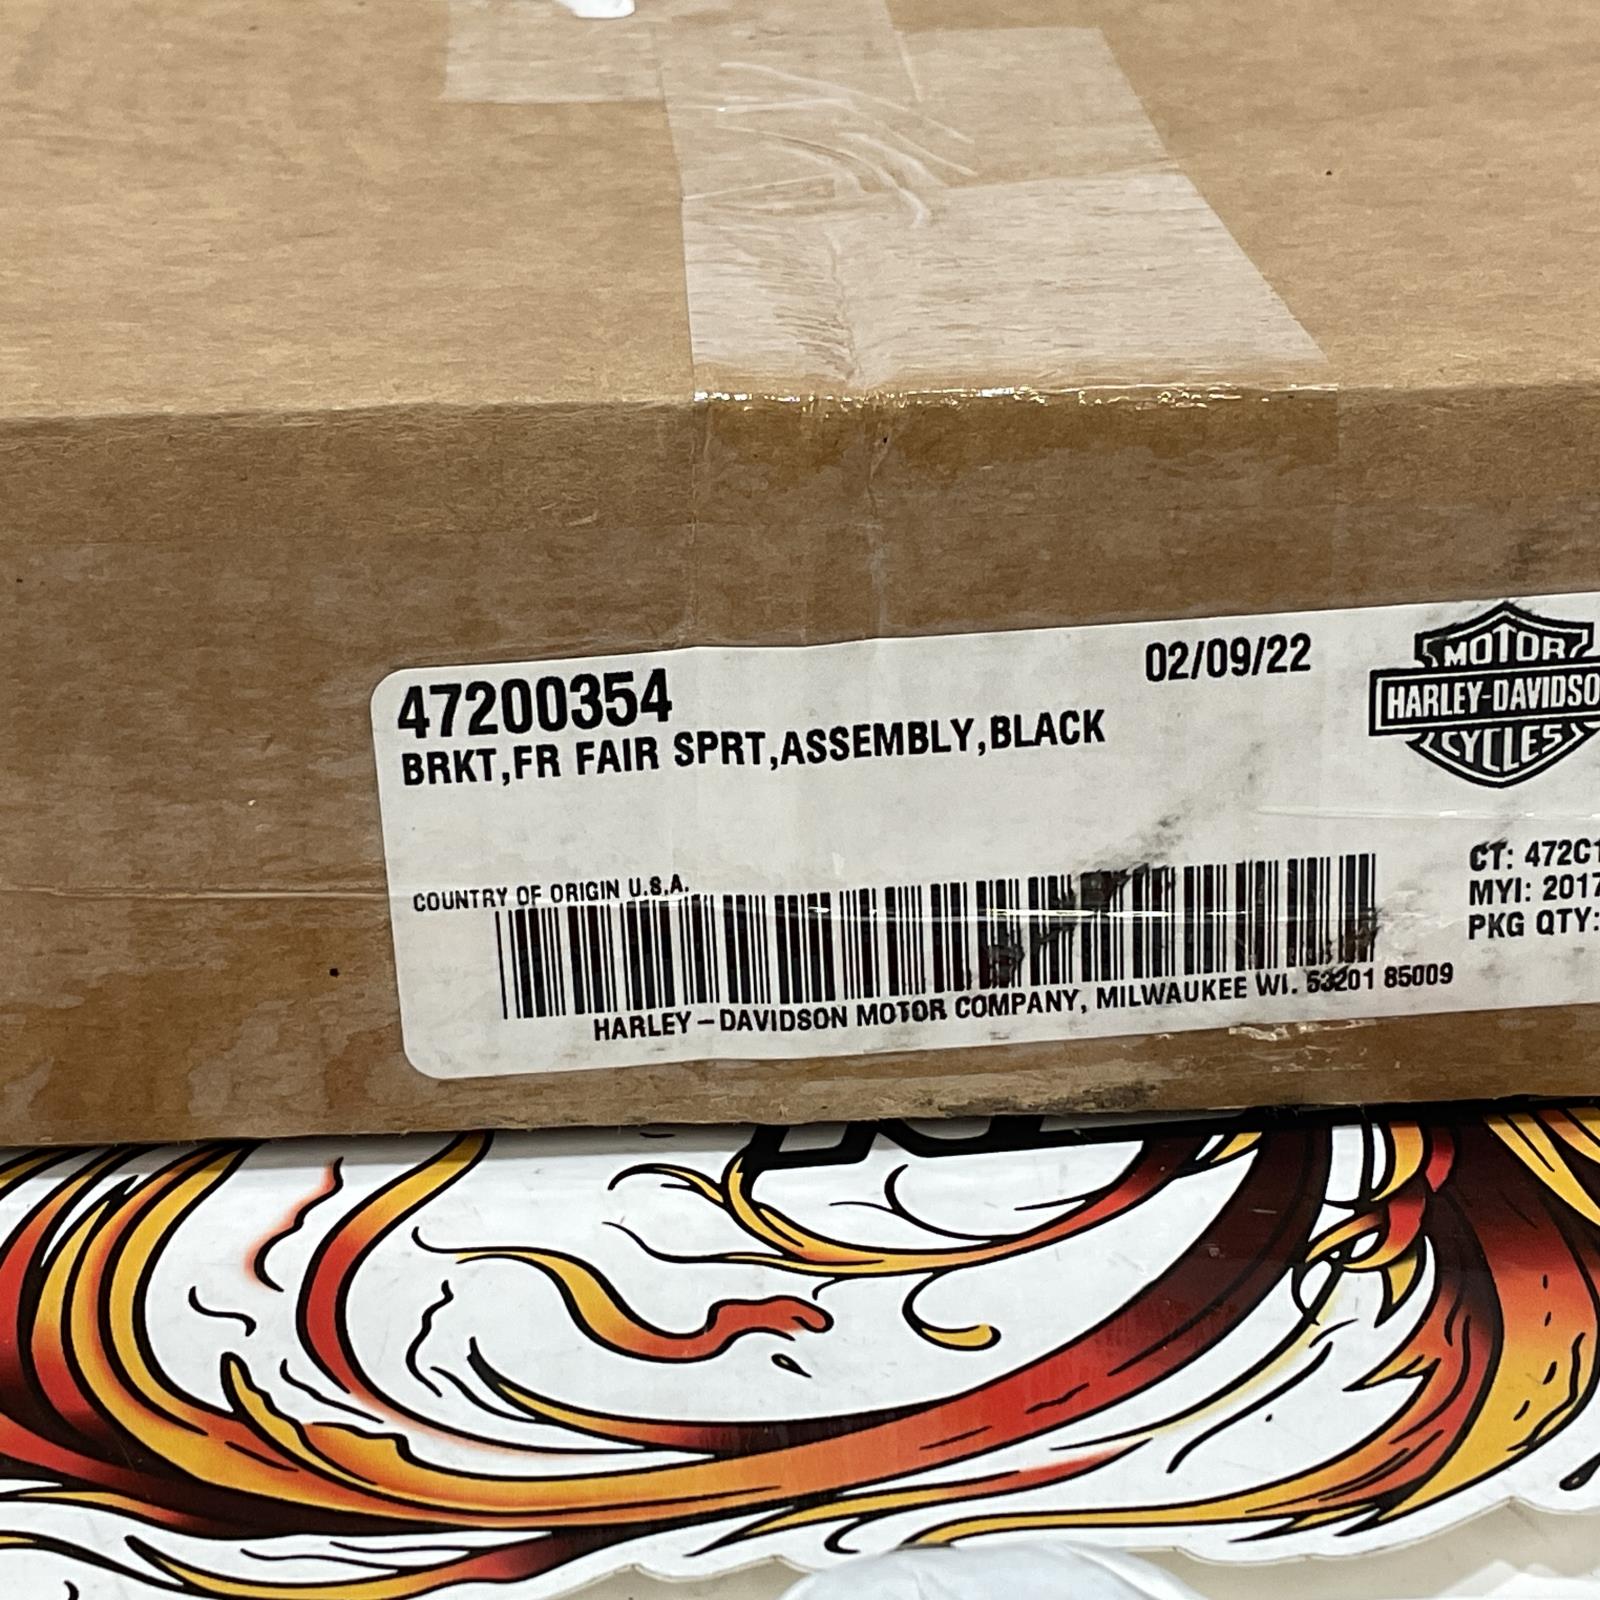 47200354
02/09/22
BRKT,FR FAIR SPRT,ASSEMBLY,BLACK
MOTOR
HARLEY-DAVIDSO
CYCLES
COUNTRY OF ORIGIN U.S.A.
CT: 472C1
MYI: 2017
PKG QTY:
HARLEY-DAVIDSON MOTOR COMPANY, MILWAUKEE WI. 53201 85009